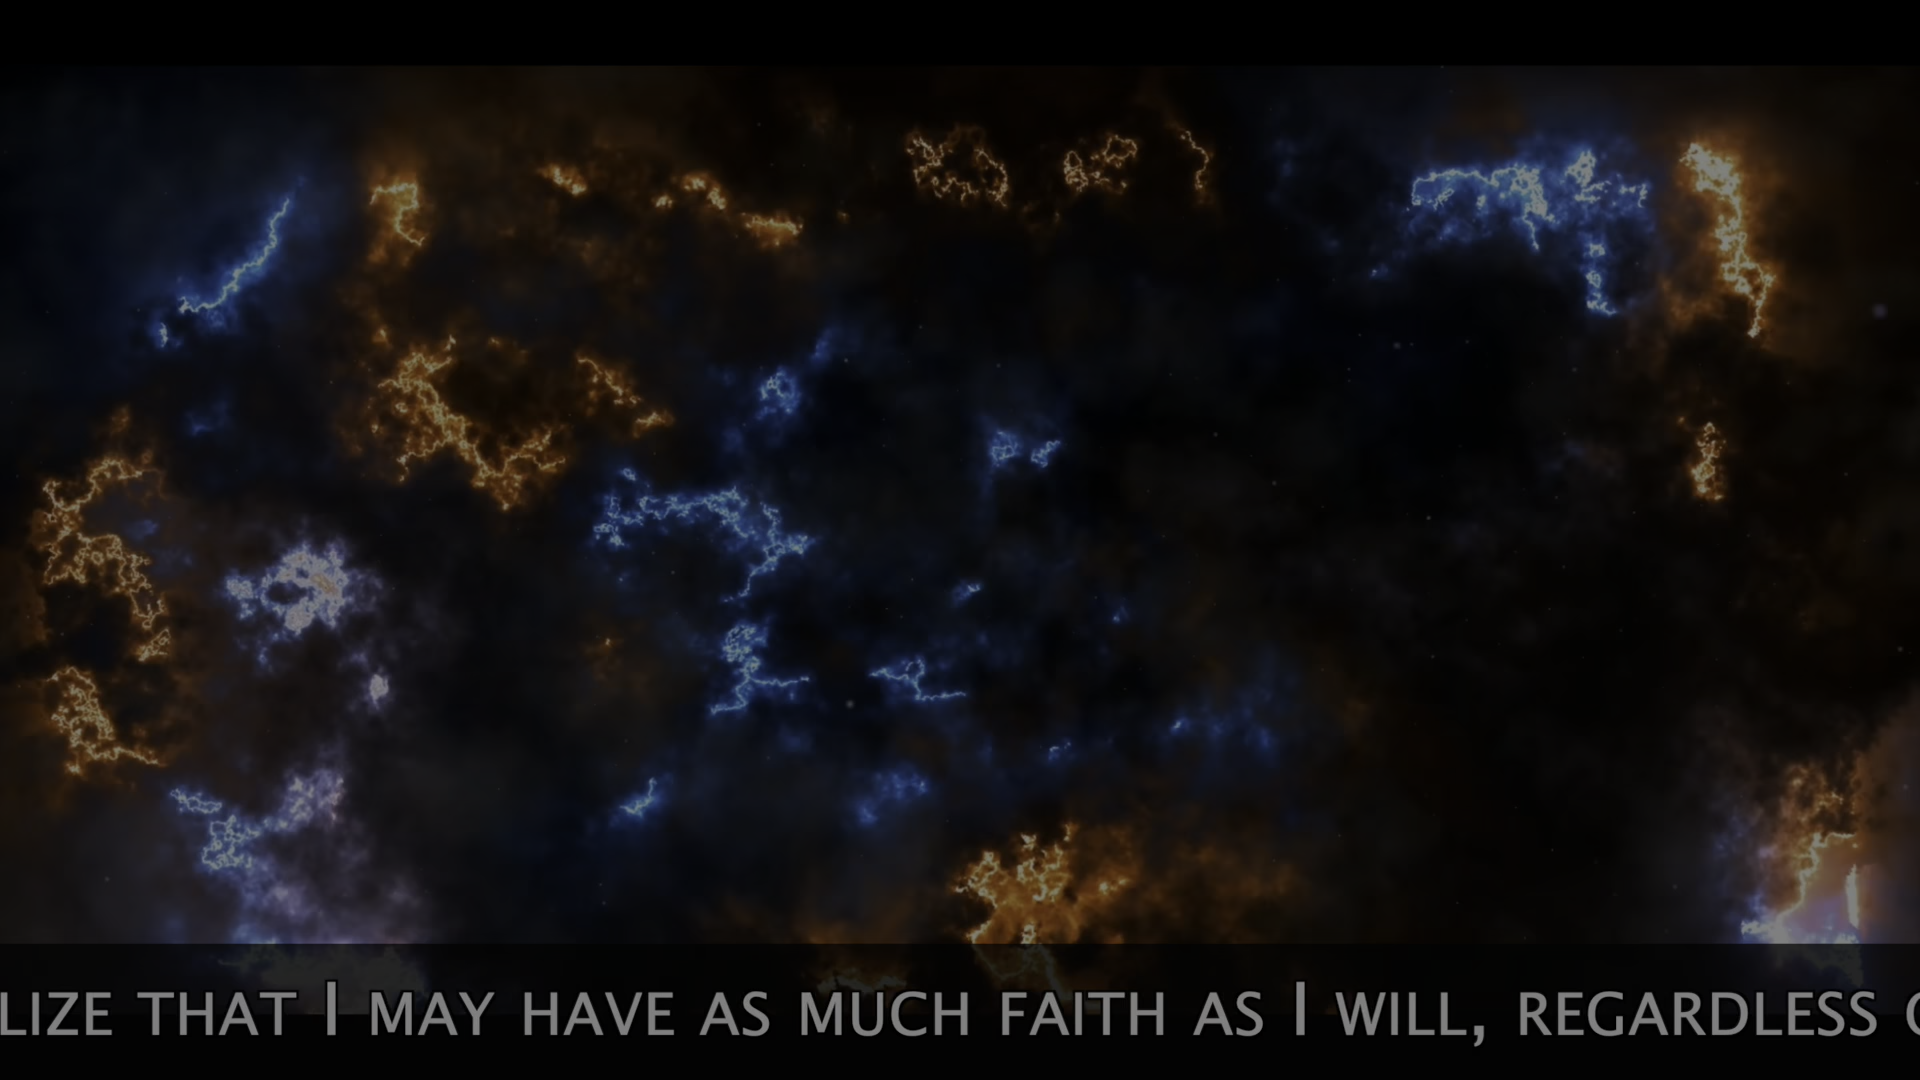 LIZE THAT I MAY HAVE AS MUCH FAITH AS I WILL, REGARDLESS